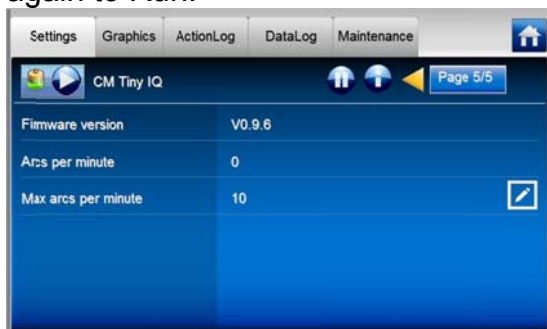 again to Run.
Settings Graphics ActionLog DataLog Maintenance
CM Tiny IQ Page 5/5
Firmware version V0.9.6
Arcs per minute 0
Max arcs per minute 10